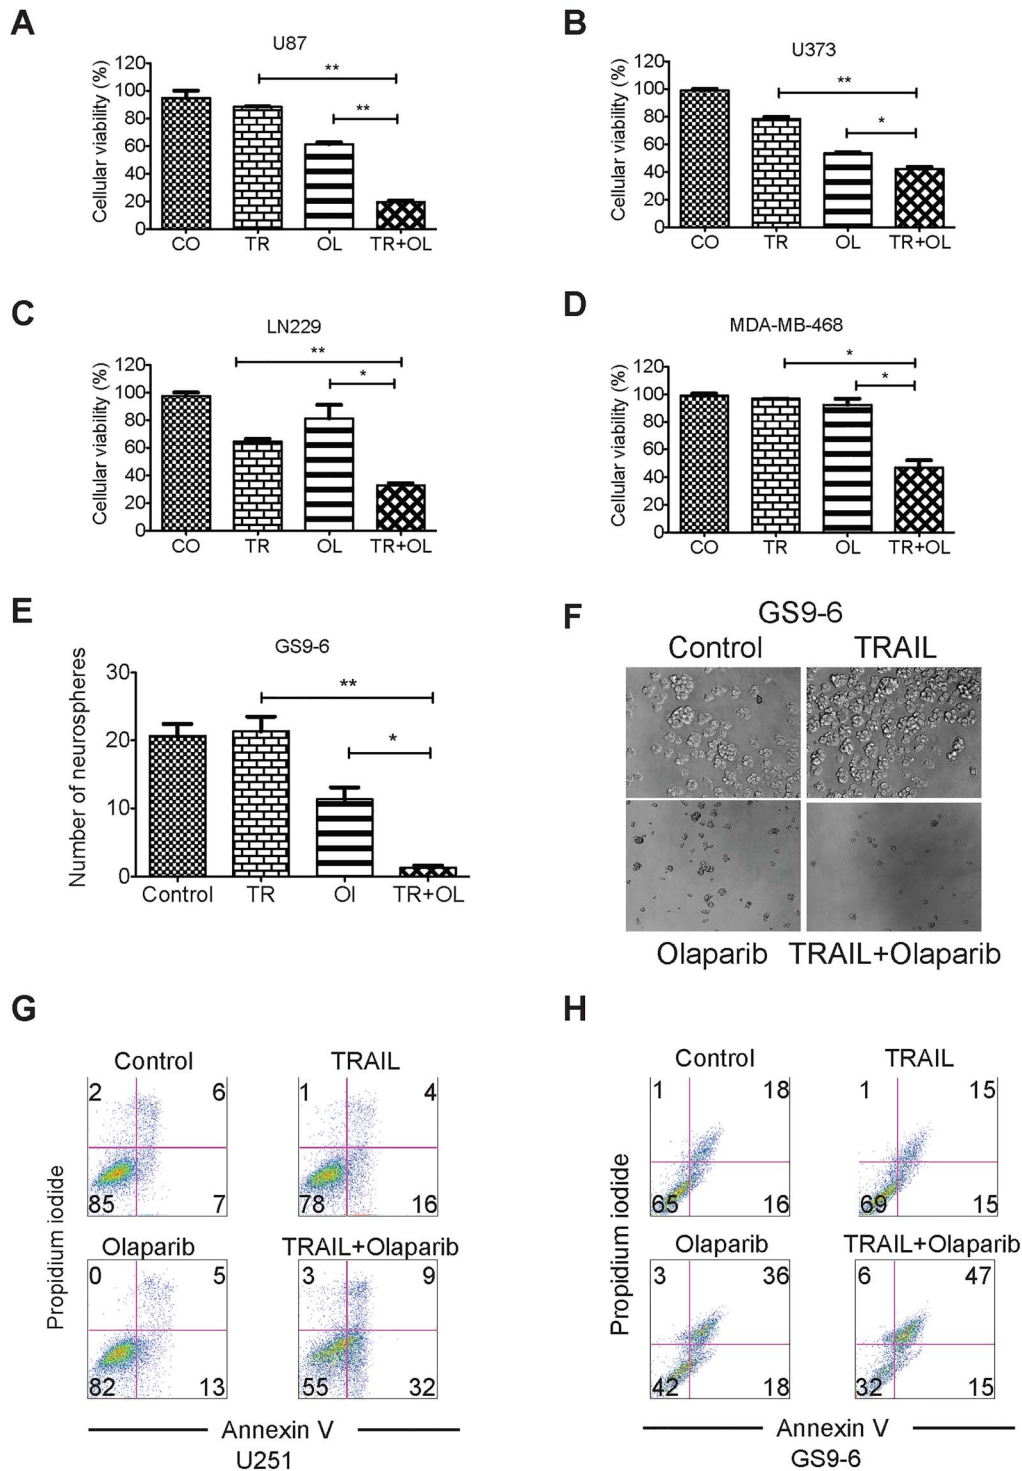 A
U87
Cellular viability (%)
120
100
80
60
40
20
0
** 
**
CO TR OL TR+OL
B
U373
Cellular viability (%)
120
100
80
60
40
20
0
**
*
CO TR OL TR+OL
C
LN229
Cellular viability (%)
120
100
80
60
40
20
0
**
*
CO TR OL TR+OL
D
MDA-MB-468
Cellular viability (%)
120
100
80
60
40
20
0
*
*
CO TR OL TR+OL
E
GS9-6
Number of neurospheres
30
20
10
0
**
*
Control TR Ol TR+OL
F
GS9-6
Control TRAIL
Olaparib TRAIL+Olaparib
G
Propidium iodide
Control TRAIL
2 6 1 4
85 7 78 16
Olaparib TRAIL+Olaparib
0 5 3 9
82 13 55 32
Annexin V
U251
H
Propidium iodide
Control TRAIL
1 18 1 15
65 16 69 15
Olaparib TRAIL+Olaparib
3 36 6 47
42 18 32 15
Annexin V
GS9-6